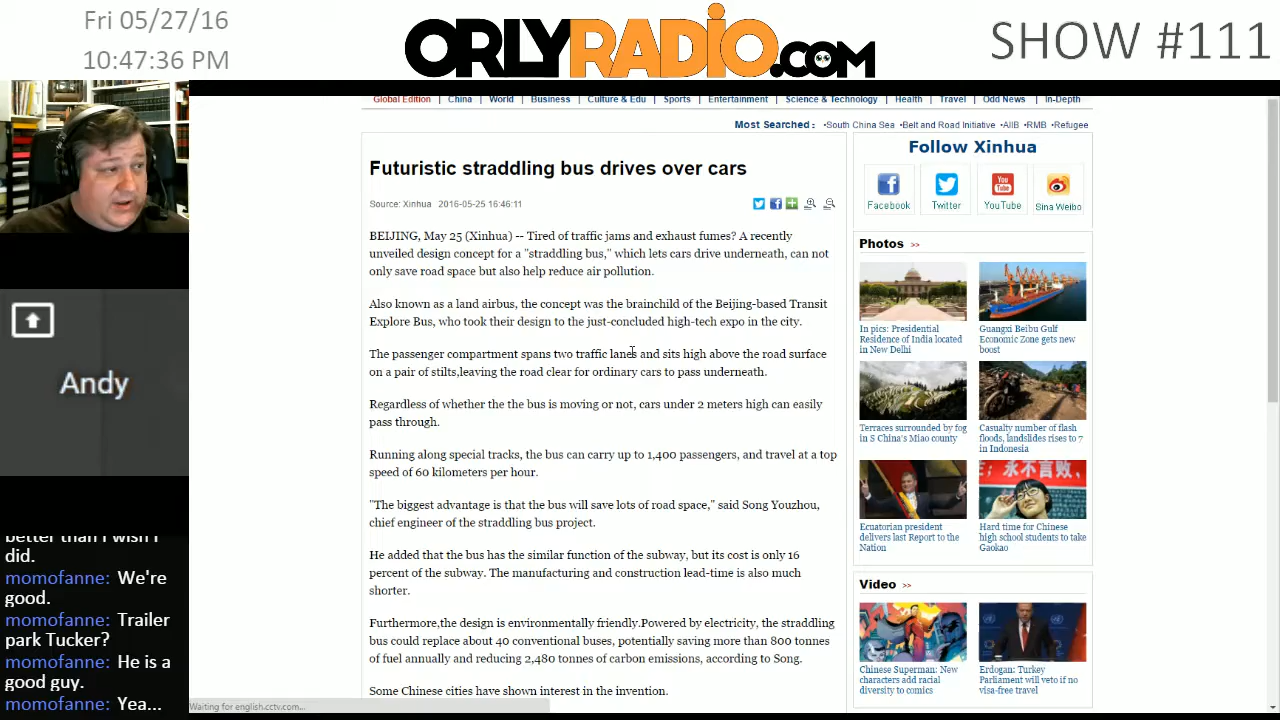 Fri 05/27/16
10:47:36 PM
ORLYRADIO.COM
SHOW #111
Global Edition | China | World | Business | Culture & Edu | Sports | Entertainment | Science & Technology | Health | Travel | Odd News | In-Depth
Most Searched : •South China Sea •Belt and Road Initiative •AIIB •RMB •Refugee
Futuristic straddling bus drives over cars
Source: Xinhua 2016-05-25 16:46:11
BEIJING, May 25 (Xinhua) -- Tired of traffic jams and exhaust fumes? A recently
unveiled design concept for a "straddling bus," which lets cars drive underneath, can not
only save road space but also help reduce air pollution.
Also known as a land airbus, the concept was the brainchild of the Beijing-based Transit
Explore Bus, who took their design to the just-concluded high-tech expo in the city.
The passenger compartment spans two traffic lanes and sits high above the road surface
on a pair of stilts,leaving the road clear for ordinary cars to pass underneath.
Regardless of whether the the bus is moving or not, cars under 2 meters high can easily
pass through.
Running along special tracks, the bus can carry up to 1,400 passengers, and travel at a top
speed of 60 kilometers per hour.
"The biggest advantage is that the bus will save lots of road space," said Song Youzhou,
chief engineer of the straddling bus project.
He added that the bus has the similar function of the subway, but its cost is only 16
percent of the subway. The manufacturing and construction lead-time is also much
shorter.
Furthermore,the design is environmentally friendly.Powered by electricity, the straddling
bus could replace about 40 conventional buses, potentially saving more than 800 tonnes
of fuel annually and reducing 2,480 tonnes of carbon emissions, according to Song.
Some Chinese cities have shown interest in the invention.
Follow Xinhua
Facebook
Twitter
You
Tube
YouTube
Sina Weibo
Photos >>
In pics: Presidential
Residence of India located
in New Delhi
Guangxi Beibu Gulf
Economic Zone gets new
boost
Terraces surrounded by fog
in S China's Miao county
Casualty number of flash
floods, landslides rises to 7
in Indonesia
永不言败
Ecuatorian president
delivers last Report to the
Nation
Hard time for Chinese
high school students to take
Gaokao
Video >>
Chinese Superman: New
characters add racial
diversity to comics
Erdogan: Turkey
Parliament will veto if no
visa-free travel
Andy
better than I wish I
did.
momofanne: We're
good.
momofanne: Trailer
park Tucker?
momofanne: He is a
good guy.
momofanne: Yea...
Waiting for english.cctv.com...